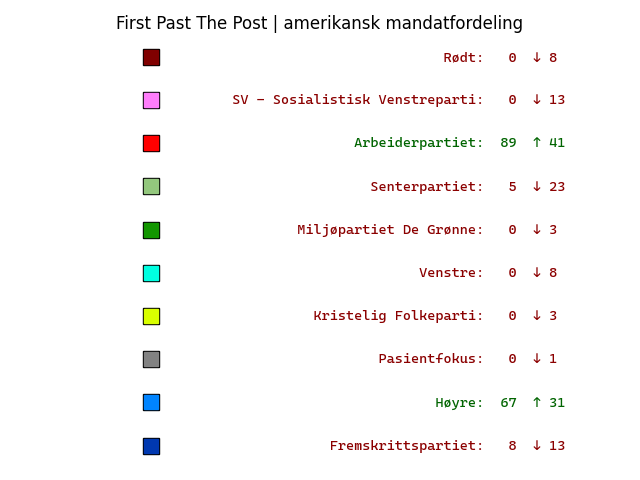 First Past The Post | amerikansk mandatfordeling
Rødt: 0 ↓ 8
SV – Sosialistisk Venstreparti: 0 ↓ 13
Arbeiderpartiet: 89 ↑ 41
Senterpartiet: 5 ↓ 23
Miljøpartiet De Grønne: 0 ↓ 3
Venstre: 0 ↓ 8
Kristelig Folkeparti: 0 ↓ 3
Pasientfokus: 0 ↓ 1
Høyre: 67 ↑ 31
Fremskrittspartiet: 8 ↓ 13